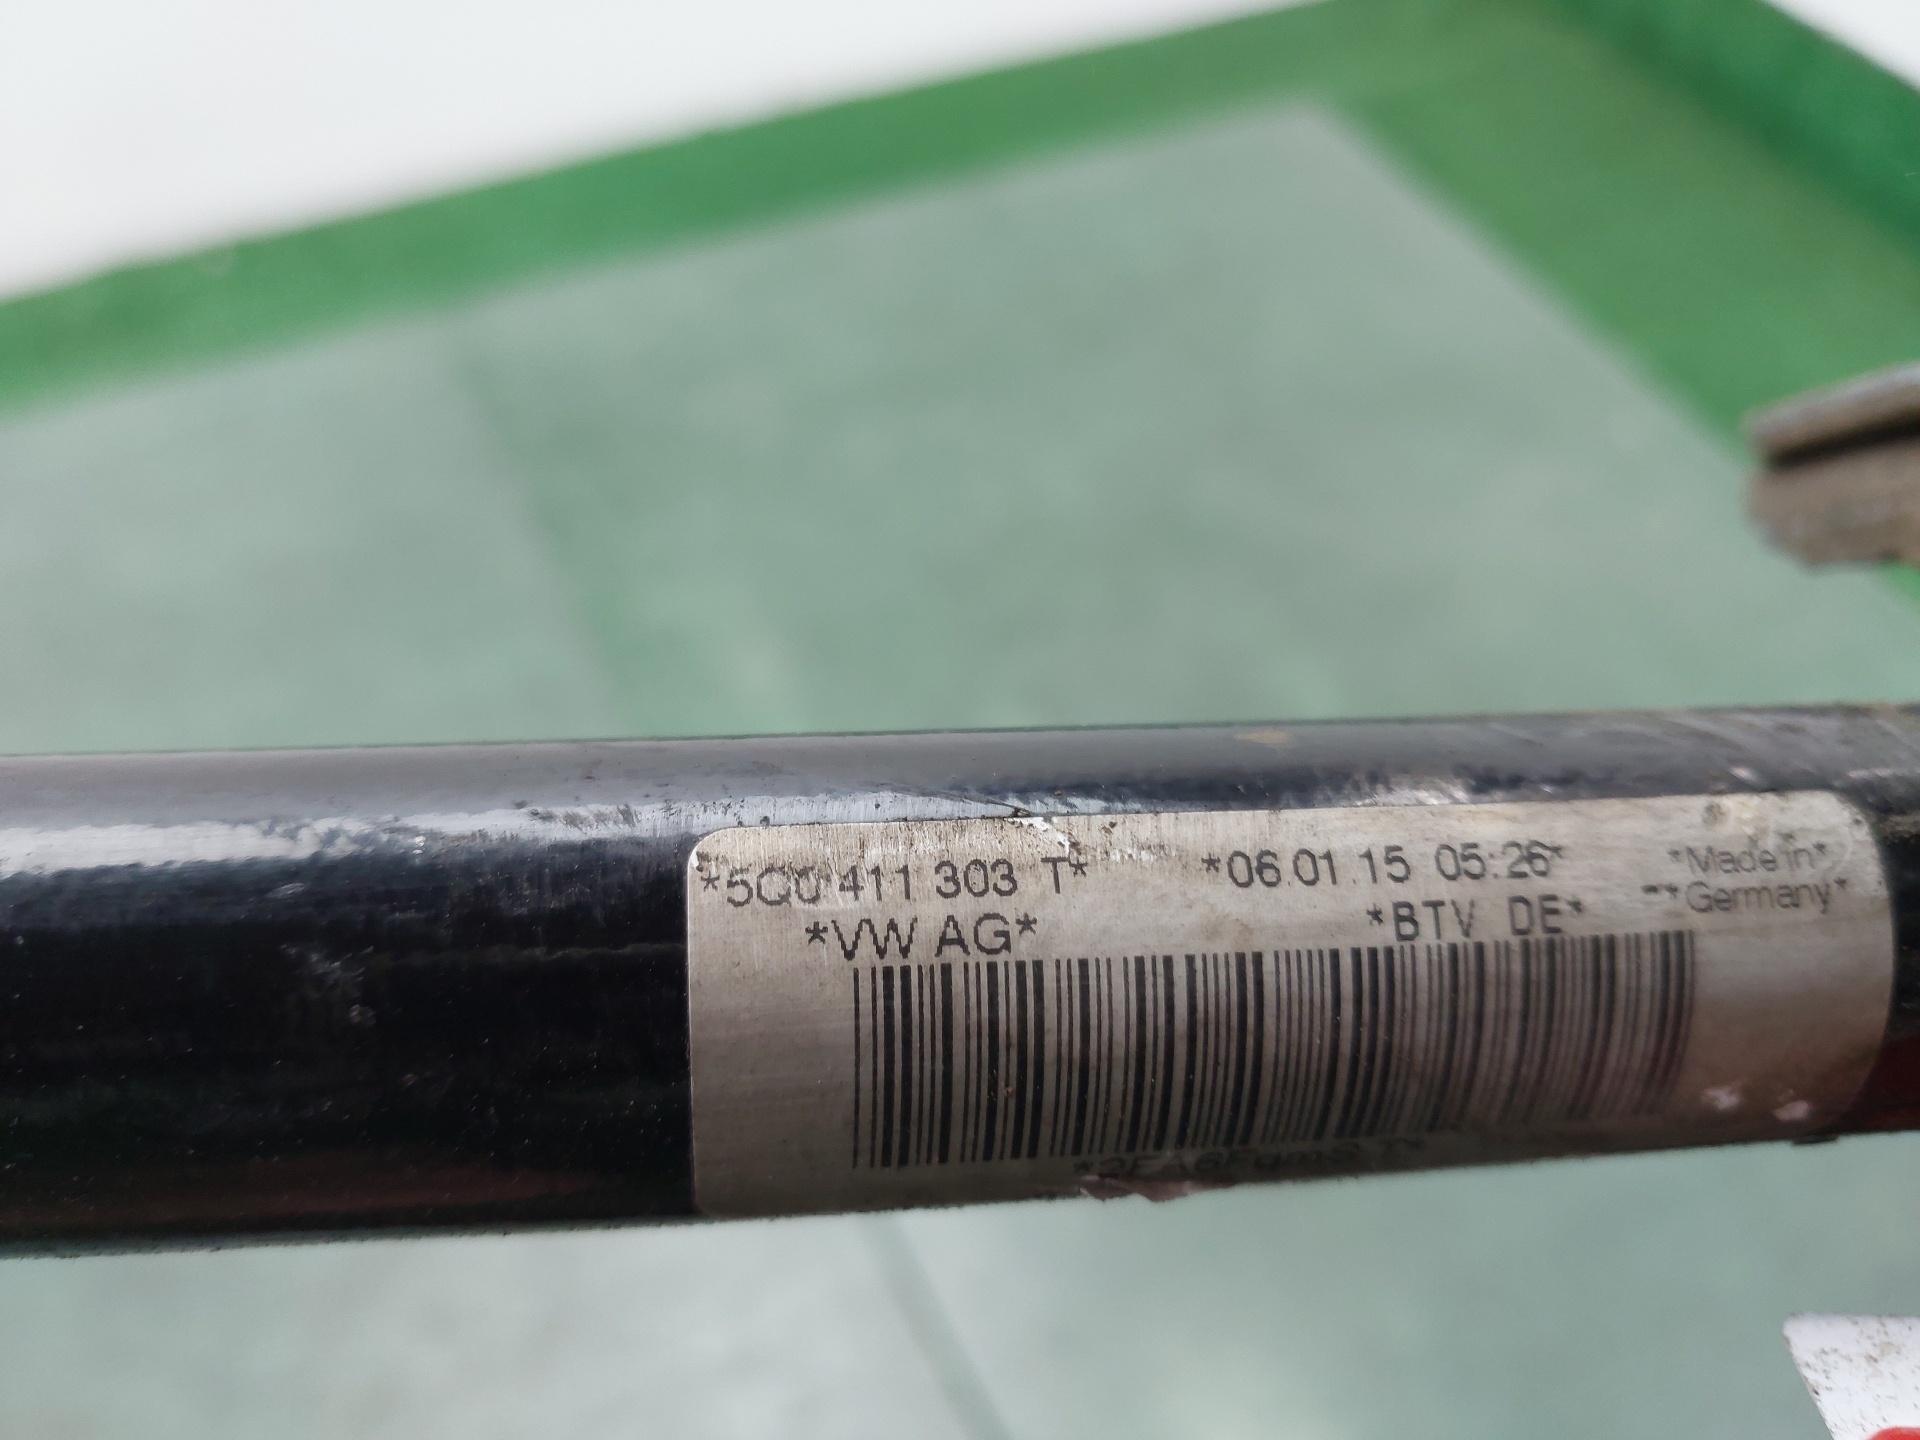 *5Q0 411 303 T* *06.01.15 05:26* *Made in*
*VW AG* *BTV DE* **Germany*